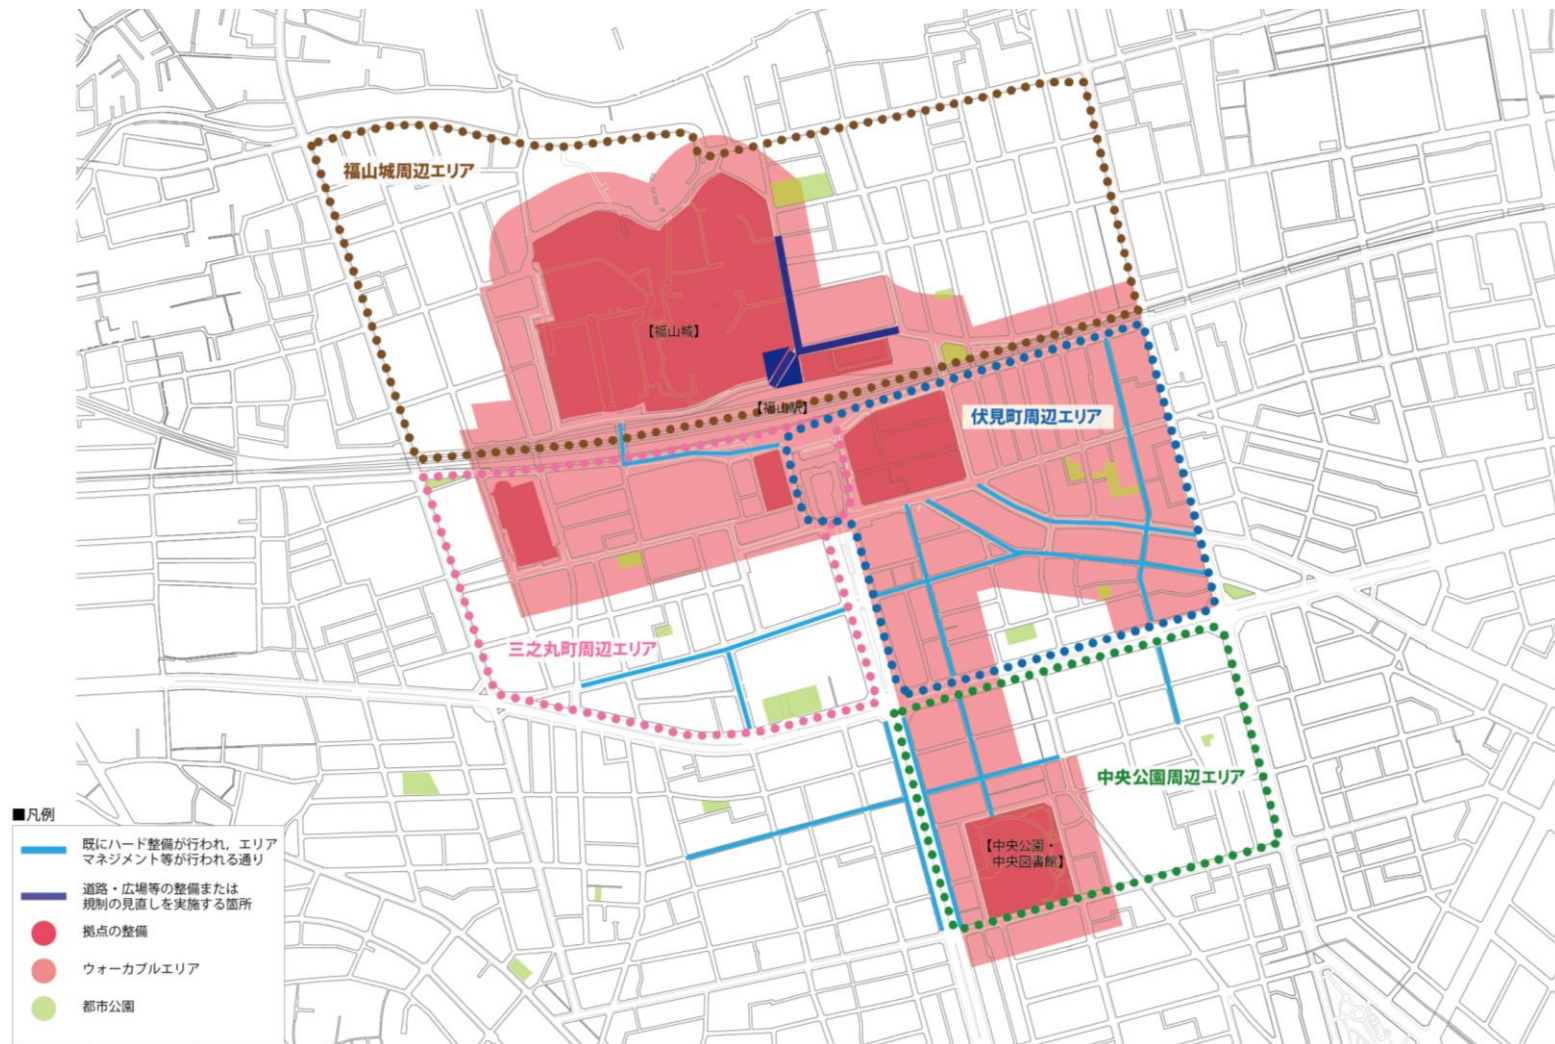 福山城周辺エリア
【福山城】
【福山駅】
伏見町周辺エリア
三之丸町周辺エリア
中央公園周辺エリア
【中央公園・
中央図書館】
■凡例
既にハード整備が行われ，エリア
マネジメント等が行われる通り
道路・広場等の整備または
規制の見直しを実施する箇所
拠点の整備
ウォーカブルエリア
都市公園